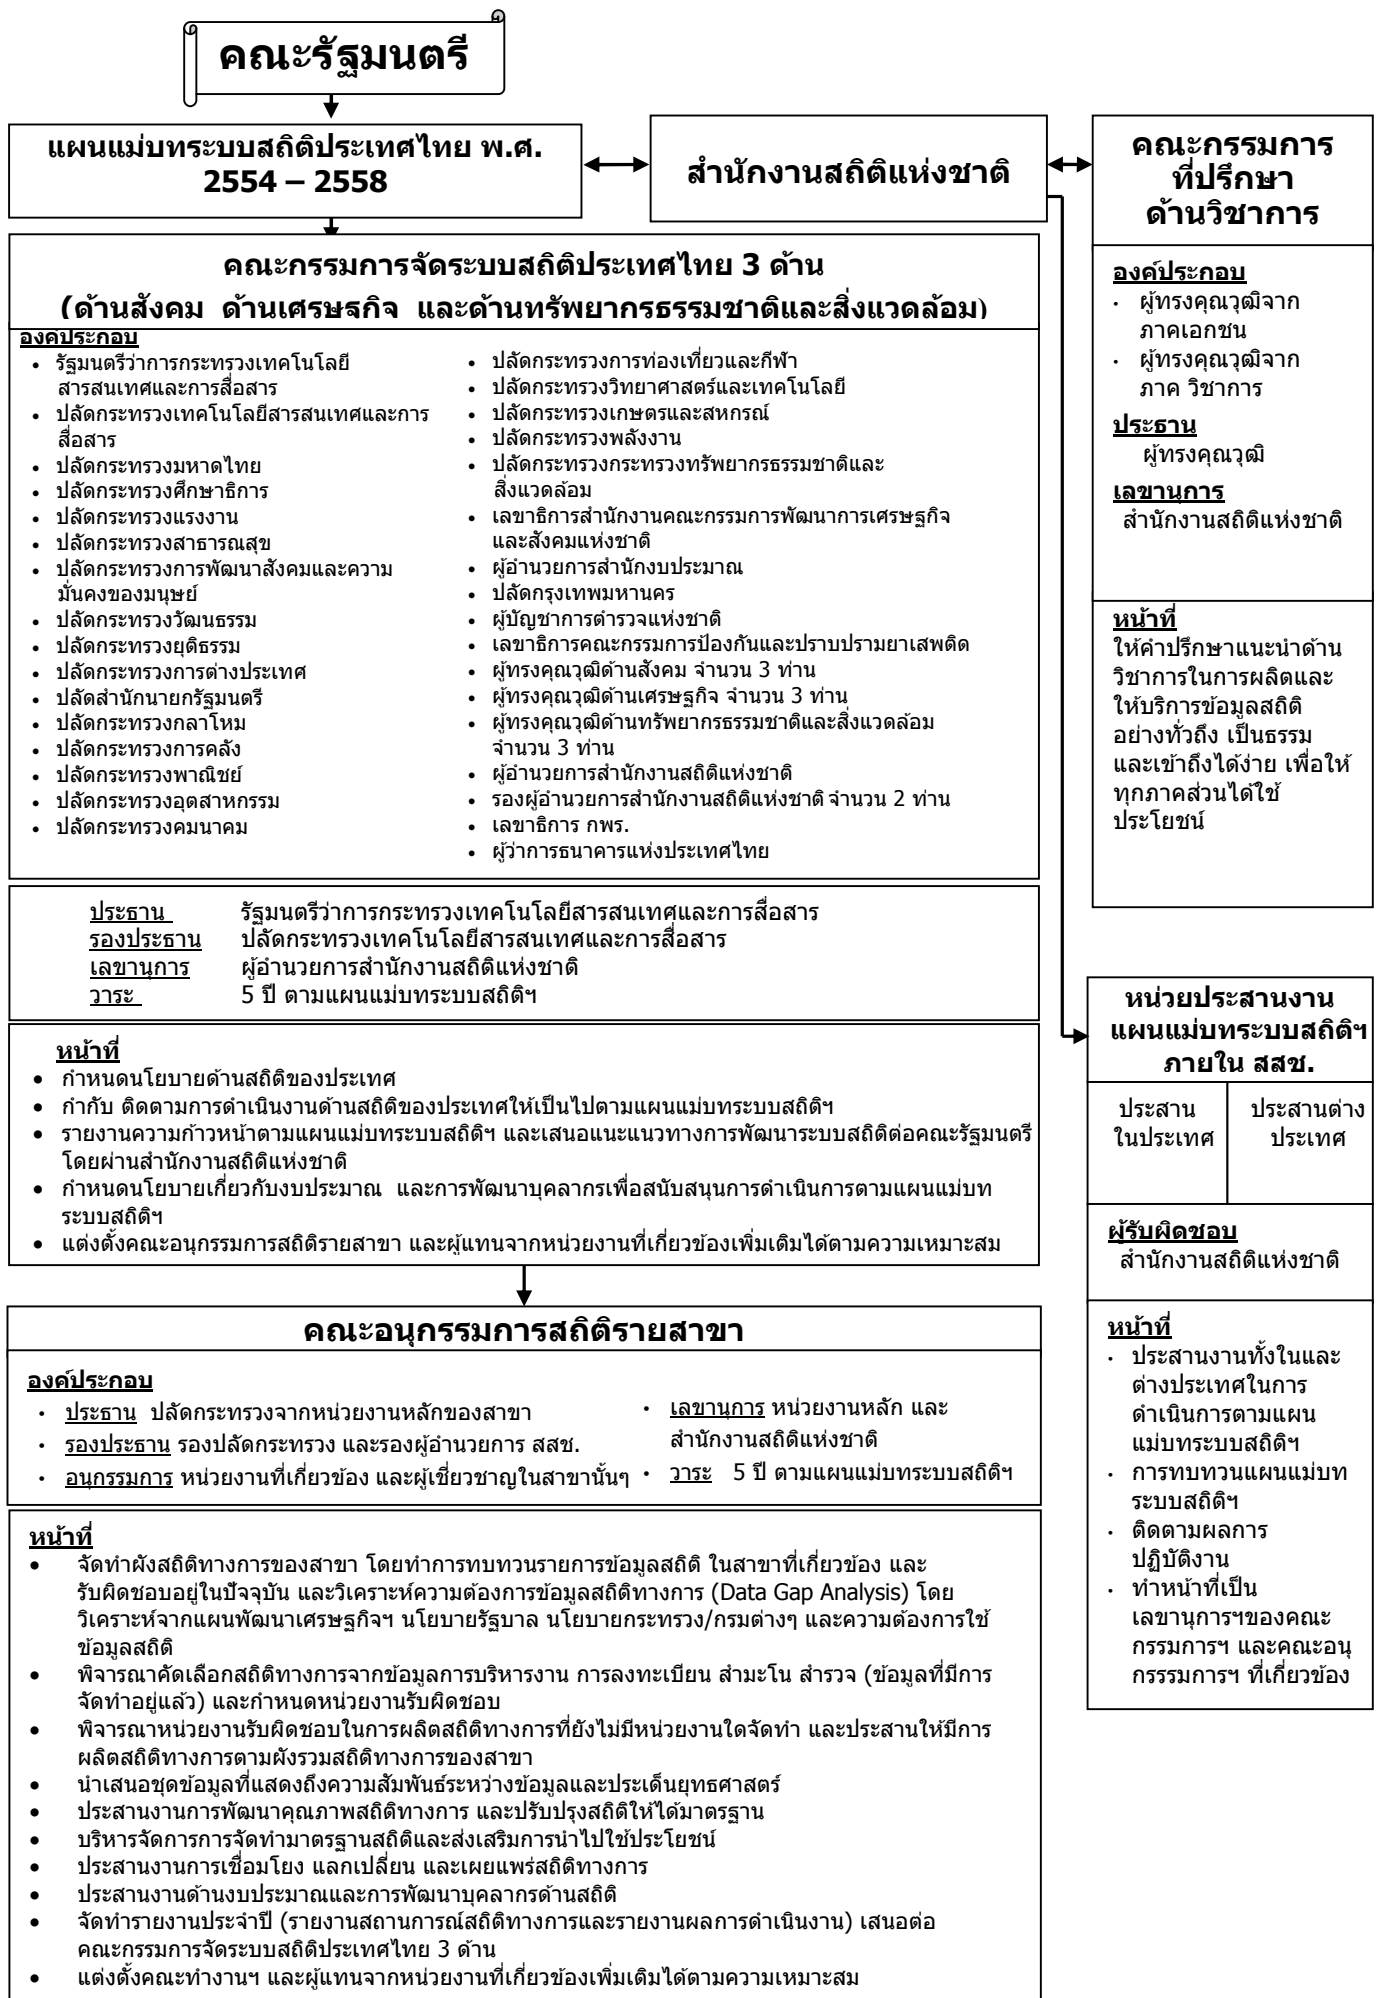 คณะรัฐมนตรี
แผนแม่บทระบบสถิติประเทศไทย พ.ศ.
2554 – 2558
สำนักงานสถิติแห่งชาติ
คณะกรรมการ
ที่ปรึกษา
ด้านวิชาการ
องค์ประกอบ
• ผู้ทรงคุณวุฒิจาก
ภาคเอกชน
• ผู้ทรงคุณวุฒิจาก
ภาค วิชาการ
ประธาน
ผู้ทรงคุณวุฒิ
เลขานุการ
สำนักงานสถิติแห่งชาติ
หน้าที่
ให้คำปรึกษาแนะนำด้าน
วิชาการในการผลิตและ
ให้บริการข้อมูลสถิติ
อย่างทั่วถึง เป็นธรรม
และเข้าถึงได้ง่าย เพื่อให้
ทุกภาคส่วนได้ใช้
ประโยชน์
คณะกรรมการจัดระบบสถิติประเทศไทย 3 ด้าน
(ด้านสังคม ด้านเศรษฐกิจ และด้านทรัพยากรธรรมชาติและสิ่งแวดล้อม)
องค์ประกอบ
• รัฐมนตรีว่าการกระทรวงเทคโนโลยี
สารสนเทศและการสื่อสาร
• ปลัดกระทรวงเทคโนโลยีสารสนเทศและการ
สื่อสาร
• ปลัดกระทรวงมหาดไทย
• ปลัดกระทรวงศึกษาธิการ
• ปลัดกระทรวงแรงงาน
• ปลัดกระทรวงสาธารณสุข
• ปลัดกระทรวงการพัฒนาสังคมและความ
มั่นคงของมนุษย์
• ปลัดกระทรวงวัฒนธรรม
• ปลัดกระทรวงยุติธรรม
• ปลัดกระทรวงการต่างประเทศ
• ปลัดสำนักนายกรัฐมนตรี
• ปลัดกระทรวงกลาโหม
• ปลัดกระทรวงการคลัง
• ปลัดกระทรวงพาณิชย์
• ปลัดกระทรวงอุตสาหกรรม
• ปลัดกระทรวงคมนาคม
• ปลัดกระทรวงการท่องเที่ยวและกีฬา
• ปลัดกระทรวงวิทยาศาสตร์และเทคโนโลยี
• ปลัดกระทรวงเกษตรและสหกรณ์
• ปลัดกระทรวงพลังงาน
• ปลัดกระทรวงกระทรวงทรัพยากรธรรมชาติและ
สิ่งแวดล้อม
• เลขาธิการสำนักงานคณะกรรมการพัฒนาการเศรษฐกิจ
และสังคมแห่งชาติ
• ผู้อำนวยการสำนักงบประมาณ
• ปลัดกรุงเทพมหานคร
• ผู้บัญชาการตำรวจแห่งชาติ
• เลขาธิการคณะกรรมการป้องกันและปราบปรามยาเสพติด
• ผู้ทรงคุณวุฒิด้านสังคม จำนวน 3 ท่าน
• ผู้ทรงคุณวุฒิด้านเศรษฐกิจ จำนวน 3 ท่าน
• ผู้ทรงคุณวุฒิด้านทรัพยากรธรรมชาติและสิ่งแวดล้อม
จำนวน 3 ท่าน
• ผู้อำนวยการสำนักงานสถิติแห่งชาติ
• รองผู้อำนวยการสำนักงานสถิติแห่งชาติ จำนวน 2 ท่าน
• เลขาธิการ กพร.
• ผู้ว่าการธนาคารแห่งประเทศไทย
ประธาน รัฐมนตรีว่าการกระทรวงเทคโนโลยีสารสนเทศและการสื่อสาร
รองประธาน ปลัดกระทรวงเทคโนโลยีสารสนเทศและการสื่อสาร
เลขานุการ ผู้อำนวยการสำนักงานสถิติแห่งชาติ
วาระ 5 ปี ตามแผนแม่บทระบบสถิติฯ
หน้าที่
• กำหนดนโยบายด้านสถิติของประเทศ
• กำกับ ติดตามการดำเนินงานด้านสถิติของประเทศให้เป็นไปตามแผนแม่บทระบบสถิติฯ
• รายงานความก้าวหน้าตามแผนแม่บทระบบสถิติฯ และเสนอแนะแนวทางการพัฒนาระบบสถิติต่อคณะรัฐมนตรี
โดยผ่านสำนักงานสถิติแห่งชาติ
• กำหนดนโยบายเกี่ยวกับงบประมาณ และการพัฒนาบุคลากรเพื่อสนับสนุนการดำเนินการตามแผนแม่บท
ระบบสถิติฯ
• แต่งตั้งคณะอนุกรรมการสถิติรายสาขา และผู้แทนจากหน่วยงานที่เกี่ยวข้องเพิ่มเติมได้ตามความเหมาะสม
หน่วยประสานงาน
แผนแม่บทระบบสถิติฯ
ภายใน สสช.
ประสาน
ในประเทศ
ประสานต่าง
ประเทศ
ผู้รับผิดชอบ
สำนักงานสถิติแห่งชาติ
หน้าที่
• ประสานงานทั้งในและ
ต่างประเทศในการ
ดำเนินการตามแผน
แม่บทระบบสถิติฯ
• การทบทวนแผนแม่บท
ระบบสถิติฯ
• ติดตามผลการ
ปฏิบัติงาน
• ทำหน้าที่เป็น
เลขานุการฯของคณะ
กรรมการฯ และคณะอนุ
กรรรมการฯ ที่เกี่ยวข้อง
คณะอนุกรรมการสถิติรายสาขา
องค์ประกอบ
• ประธาน ปลัดกระทรวงจากหน่วยงานหลักของสาขา
• รองประธาน รองปลัดกระทรวง และรองผู้อำนวยการ สสช.
• อนุกรรมการ หน่วยงานที่เกี่ยวข้อง และผู้เชี่ยวชาญในสาขานั้นๆ
• เลขานุการ หน่วยงานหลัก และ
สำนักงานสถิติแห่งชาติ
• วาระ 5 ปี ตามแผนแม่บทระบบสถิติฯ
หน้าที่
• จัดทำผังสถิติทางการของสาขา โดยทำการทบทวนรายการข้อมูลสถิติ ในสาขาที่เกี่ยวข้อง และ
รับผิดชอบอยู่ในปัจจุบัน และวิเคราะห์ความต้องการข้อมูลสถิติทางการ (Data Gap Analysis) โดย
วิเคราะห์จากแผนพัฒนาเศรษฐกิจฯ นโยบายรัฐบาล นโยบายกระทรวง/กรมต่างๆ และความต้องการใช้
ข้อมูลสถิติ
• พิจารณาคัดเลือกสถิติทางการจากข้อมูลการบริหารงาน การลงทะเบียน สำมะโน สำรวจ (ข้อมูลที่มีการ
จัดทำอยู่แล้ว) และกำหนดหน่วยงานรับผิดชอบ
• พิจารณาหน่วยงานรับผิดชอบในการผลิตสถิติทางการที่ยังไม่มีหน่วยงานใดจัดทำ และประสานให้มีการ
ผลิตสถิติทางการตามผังรวมสถิติทางการของสาขา
• นำเสนอชุดข้อมูลที่แสดงถึงความสัมพันธ์ระหว่างข้อมูลและประเด็นยุทธศาสตร์
• ประสานงานการพัฒนาคุณภาพสถิติทางการ และปรับปรุงสถิติให้ได้มาตรฐาน
• บริหารจัดการการจัดทำมาตรฐานสถิติและส่งเสริมการนำไปใช้ประโยชน์
• ประสานงานการเชื่อมโยง แลกเปลี่ยน และเผยแพร่สถิติทางการ
• ประสานงานด้านงบประมาณและการพัฒนาบุคลากรด้านสถิติ
• จัดทำรายงานประจำปี (รายงานสถานการณ์สถิติทางการและรายงานผลการดำเนินงาน) เสนอต่อ
คณะกรรมการจัดระบบสถิติประเทศไทย 3 ด้าน
• แต่งตั้งคณะทำงานฯ และผู้แทนจากหน่วยงานที่เกี่ยวข้องเพิ่มเติมได้ตามความเหมาะสม